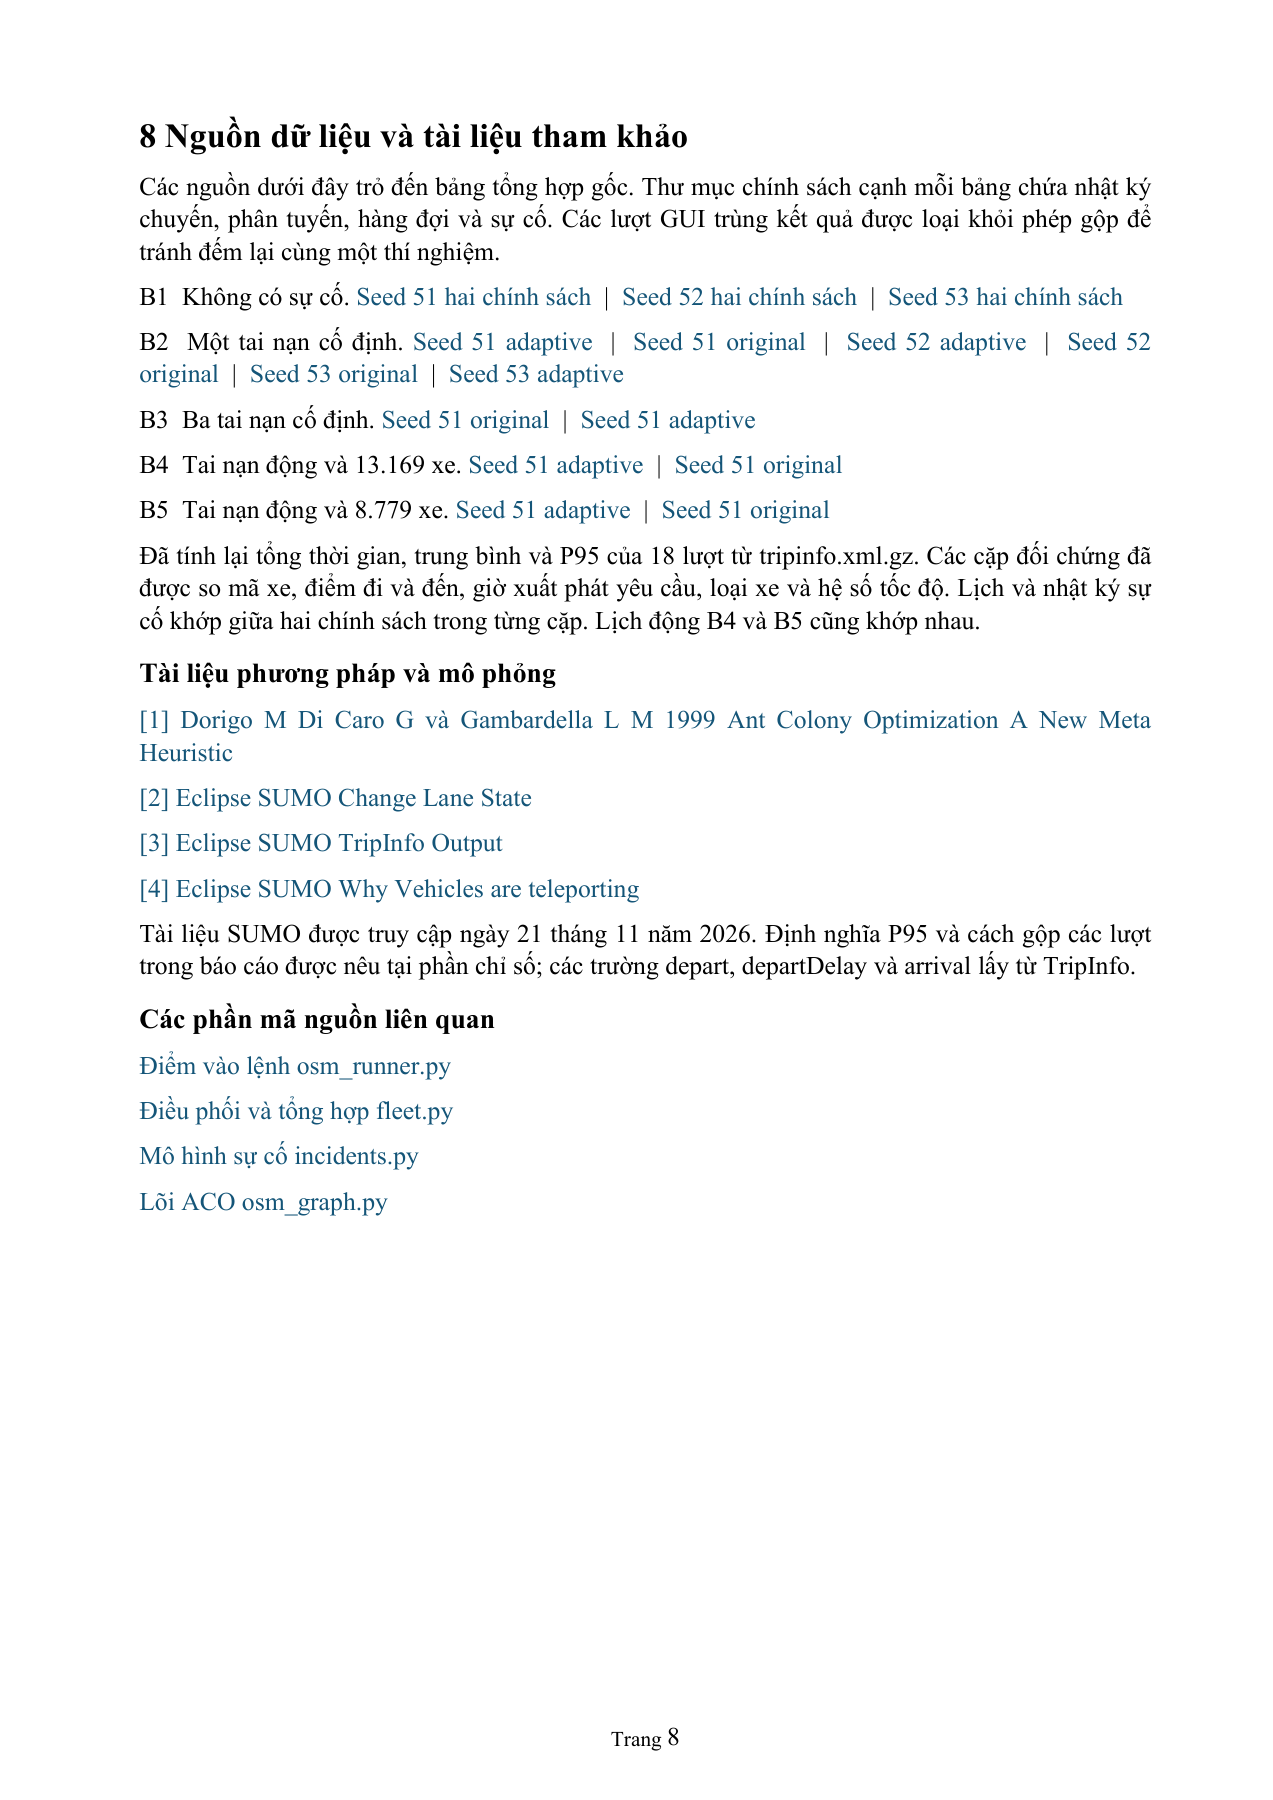 8 Nguồn dữ liệu và tài liệu tham khảo
Các nguồn dưới đây trỏ đến bảng tổng hợp gốc. Thư mục chính sách cạnh mỗi bảng chứa nhật ký
chuyến, phân tuyến, hàng đợi và sự cố. Các lượt GUI trùng kết quả được loại khỏi phép gộp để
tránh đếm lại cùng một thí nghiệm.
B1 Không có sự cố. Seed 51 hai chính sách | Seed 52 hai chính sách | Seed 53 hai chính sách
B2 Một tai nạn cố định. Seed 51 adaptive | Seed 51 original | Seed 52 adaptive | Seed 52
original | Seed 53 original | Seed 53 adaptive
B3 Ba tai nạn cố định. Seed 51 original | Seed 51 adaptive
B4 Tai nạn động và 13.169 xe. Seed 51 adaptive | Seed 51 original
B5 Tai nạn động và 8.779 xe. Seed 51 adaptive | Seed 51 original
Đã tính lại tổng thời gian, trung bình và P95 của 18 lượt từ tripinfo.xml.gz. Các cặp đối chứng đã
được so mã xe, điểm đi và đến, giờ xuất phát yêu cầu, loại xe và hệ số tốc độ. Lịch và nhật ký sự
cố khớp giữa hai chính sách trong từng cặp. Lịch động B4 và B5 cũng khớp nhau.
Tài liệu phương pháp và mô phỏng
[1] Dorigo M Di Caro G và Gambardella L M 1999 Ant Colony Optimization A New Meta
Heuristic
[2] Eclipse SUMO Change Lane State
[3] Eclipse SUMO TripInfo Output
[4] Eclipse SUMO Why Vehicles are teleporting
Tài liệu SUMO được truy cập ngày 21 tháng 11 năm 2026. Định nghĩa P95 và cách gộp các lượt
trong báo cáo được nêu tại phần chỉ số; các trường depart, departDelay và arrival lấy từ TripInfo.
Các phần mã nguồn liên quan
Điểm vào lệnh osm_runner.py
Điều phối và tổng hợp fleet.py
Mô hình sự cố incidents.py
Lõi ACO osm_graph.py
Trang 8